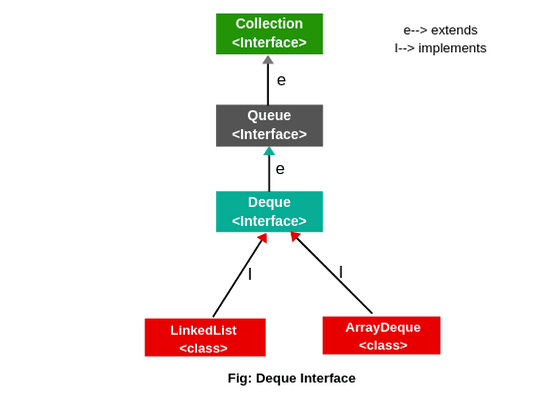 Collection
<Interface>
e--> extends
I--> implements
e
Queue
<Interface>
e
Deque
<Interface>
I
I
LinkedList
<class>
ArrayDeque
<class>
Fig: Deque Interface